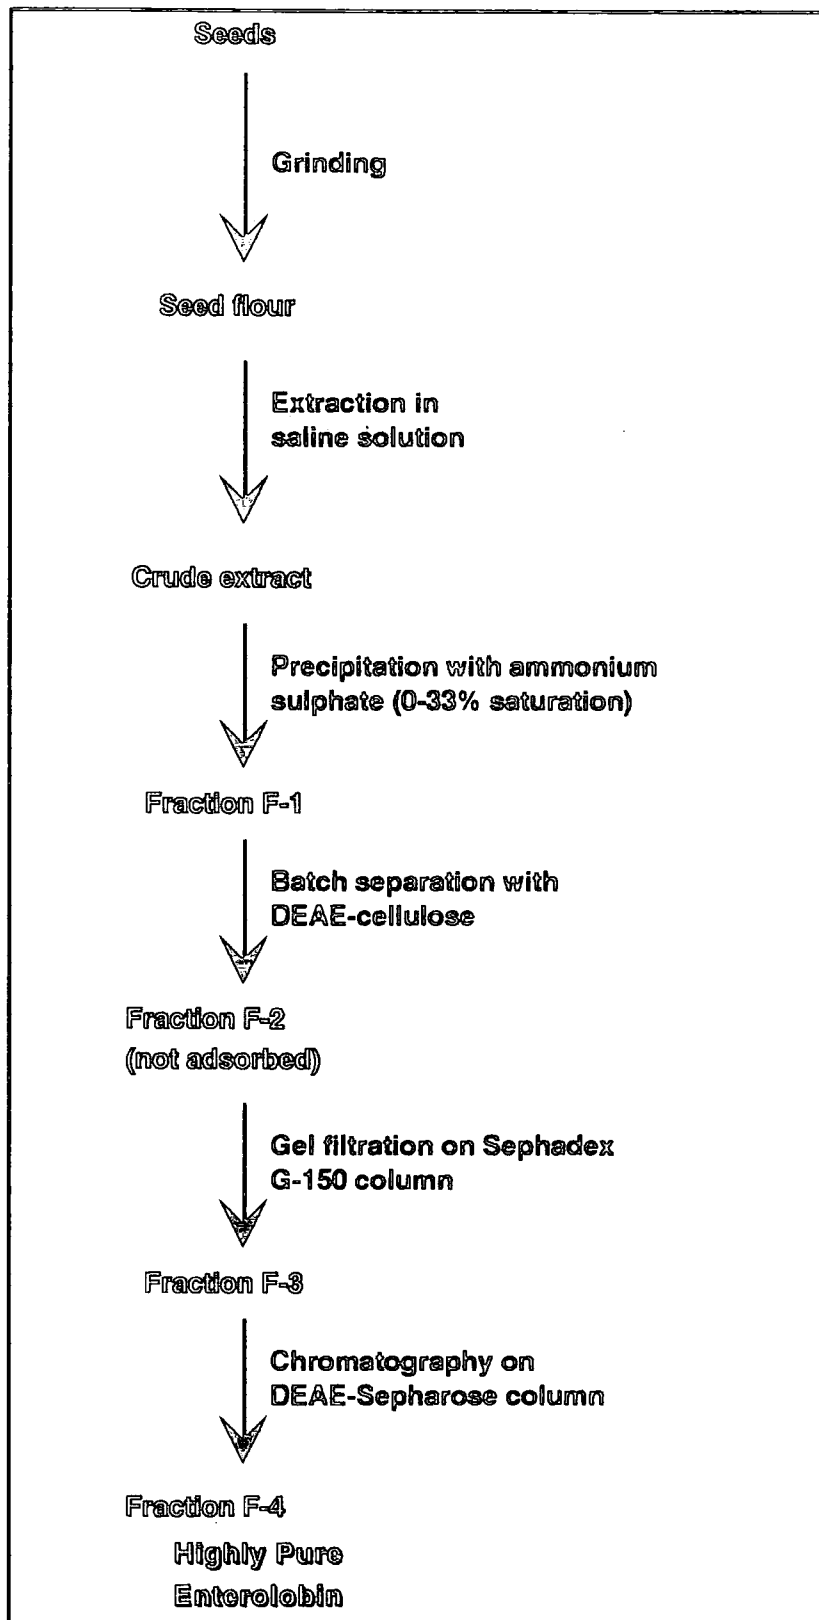 Seeds
Grinding
Seed flour
Extraction in
saline solution
Crude extract
Precipitation with ammonium
sulphate (0-33% saturation)
Fraction F-1
Batch separation with
DEAE-cellulose
Fraction F-2
(not adsorbed)
Gel filtration on Sephadex
G-150 column
Fraction F-3
Chromatography on
DEAE-Sepharose column
Fraction F-4
Highly Pure
Enterolobin